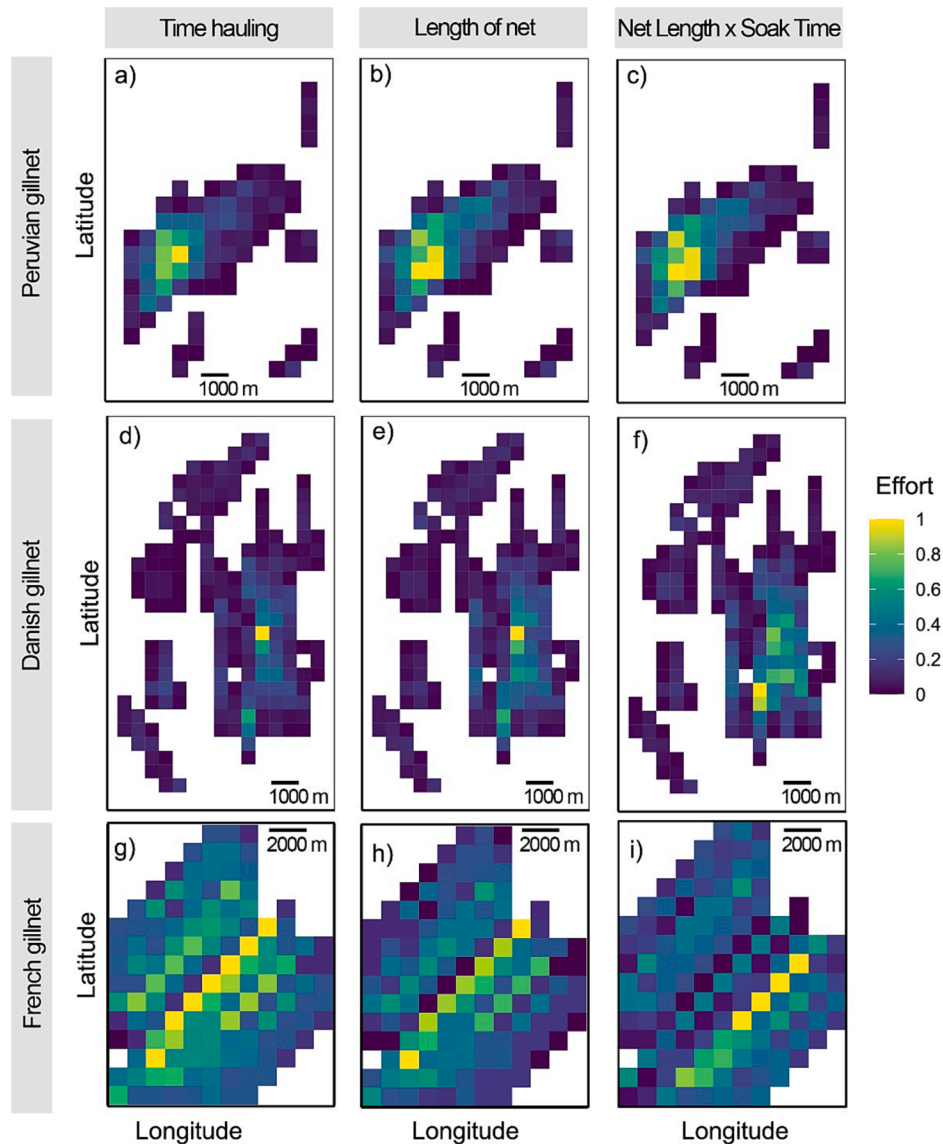 Time hauling
Length of net
Net Length x Soak Time
Peruvian gillnet
Latitude
a)
b)
c)
1000 m
1000 m
1000 m
Danish gillnet
Latitude
d)
e)
f)
1000 m
1000 m
1000 m
Effort
1
0.8
0.6
0.4
0.2
0
French gillnet
Latitude
g)
h)
i)
2000 m
2000 m
2000 m
Longitude
Longitude
Longitude